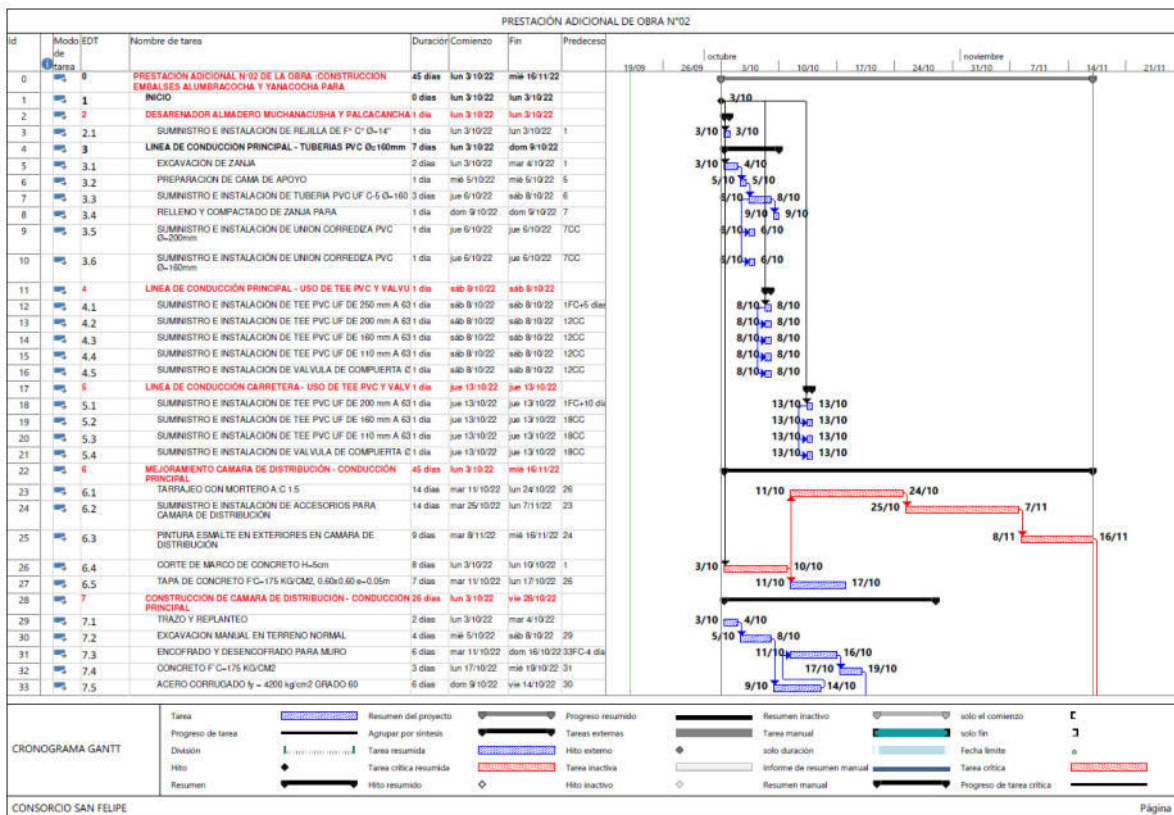 PRESTACIÓN ADICIONAL DE OBRA N°02
Id Modo de tarea EDT Nombre de tarea Duración Comienzo Fin Predeceso
octubre noviembre
19/09 26/09 3/10 10/10 17/10 24/10 31/10 7/11 14/11 21/11
0 0 PRESTACIÓN ADICIONAL N°02 DE LA OBRA :CONSTRUCCION EMBALSES ALUMBRACOCHA Y YANACOCHA PARA 45 días lun 3/10/22 mié 16/11/22
1 1 INICIO 0 días lun 3/10/22 lun 3/10/22 3/10
2 2 DESARENADOR ALMADERO MUCHANACUSHA Y PALCACANCHA 1 día lun 3/10/22 lun 3/10/22
3 2.1 SUMINISTRO E INSTALACIÓN DE REJILLA DE F° C° Ø=14" 1 día lun 3/10/22 lun 3/10/22 1 3/10 3/10
4 3 LINEA DE CONDUCCIÓN PRINCIPAL - TUBERIAS PVC Ø≥160mm 7 días lun 3/10/22 dom 9/10/22
5 3.1 EXCAVACIÓN DE ZANJA 2 días lun 3/10/22 mar 4/10/22 1 3/10 4/10
6 3.2 PREPARACION DE CAMA DE APOYO 1 día mié 5/10/22 mié 5/10/22 5 5/10 5/10
7 3.3 SUMINISTRO E INSTALACIÓN DE TUBERIA PVC UF C-5 Ø=160 3 días jue 6/10/22 sáb 8/10/22 6 6/10 8/10
8 3.4 RELLENO Y COMPACTADO DE ZANJA PARA 1 día dom 9/10/22 dom 9/10/22 7 9/10 9/10
9 3.5 SUMINISTRO E INSTALACIÓN DE UNION CORREDIZA PVC Ø=200mm 1 día jue 6/10/22 jue 6/10/22 7CC 6/10 6/10
10 3.6 SUMINISTRO E INSTALACIÓN DE UNION CORREDIZA PVC Ø=160mm 1 día jue 6/10/22 jue 6/10/22 7CC 6/10 6/10
11 4 LINEA DE CONDUCCIÓN PRINCIPAL - USO DE TEE PVC Y VALVU 1 día sáb 8/10/22 sáb 8/10/22
12 4.1 SUMINISTRO E INSTALACIÓN DE TEE PVC UF DE 250 mm A 63 1 día sáb 8/10/22 sáb 8/10/22 1FC+5 días 8/10 8/10
13 4.2 SUMINISTRO E INSTALACIÓN DE TEE PVC UF DE 200 mm A 63 1 día sáb 8/10/22 sáb 8/10/22 12CC 8/10 8/10
14 4.3 SUMINISTRO E INSTALACIÓN DE TEE PVC UF DE 160 mm A 63 1 día sáb 8/10/22 sáb 8/10/22 12CC 8/10 8/10
15 4.4 SUMINISTRO E INSTALACIÓN DE TEE PVC UF DE 110 mm A 63 1 día sáb 8/10/22 sáb 8/10/22 12CC 8/10 8/10
16 4.5 SUMINISTRO E INSTALACIÓN DE VALVULA DE COMPUERTA Ø 1 día sáb 8/10/22 sáb 8/10/22 12CC 8/10 8/10
17 5 LINEA DE CONDUCCIÓN CARRETERA - USO DE TEE PVC Y VALV 1 día jue 13/10/22 jue 13/10/22
18 5.1 SUMINISTRO E INSTALACIÓN DE TEE PVC UF DE 200 mm A 63 1 día jue 13/10/22 jue 13/10/22 1FC+10 día 13/10 13/10
19 5.2 SUMINISTRO E INSTALACIÓN DE TEE PVC UF DE 160 mm A 63 1 día jue 13/10/22 jue 13/10/22 18CC 13/10 13/10
20 5.3 SUMINISTRO E INSTALACIÓN DE TEE PVC UF DE 110 mm A 63 1 día jue 13/10/22 jue 13/10/22 18CC 13/10 13/10
21 5.4 SUMINISTRO E INSTALACIÓN DE VALVULA DE COMPUERTA Ø 1 día jue 13/10/22 jue 13/10/22 18CC 13/10 13/10
22 6 MEJORAMIENTO CAMARA DE DISTRIBUCIÓN - CONDUCCIÓN PRINCIPAL 45 días lun 3/10/22 mié 16/11/22
23 6.1 TARRAJEO CON MORTERO A:C 1:5 14 días mar 11/10/22 lun 24/10/22 26 11/10 24/10
24 6.2 SUMINISTRO E INSTALACIÓN DE ACCESORIOS PARA CAMARA DE DISTRIBUCIÓN 14 días mar 25/10/22 lun 7/11/22 23 25/10 7/11
25 6.3 PINTURA ESMALTE EN EXTERIORES EN CAMARA DE DISTRIBUCIÓN 9 días mar 8/11/22 mié 16/11/22 24 8/11 16/11
26 6.4 CORTE DE MARCO DE CONCRETO H=5cm 8 días lun 3/10/22 lun 10/10/22 1 3/10 10/10
27 6.5 TAPA DE CONCRETO F'C=175 KG/CM2, 0.60x0.60 e=0.05m 7 días mar 11/10/22 lun 17/10/22 26 11/10 17/10
28 7 CONSTRUCCIÓN DE CAMARA DE DISTRIBUCIÓN - CONDUCCIÓN PRINCIPAL 26 días lun 3/10/22 vie 28/10/22
29 7.1 TRAZO Y REPLANTEO 2 días lun 3/10/22 mar 4/10/22 3/10 4/10
30 7.2 EXCAVACION MANUAL EN TERRENO NORMAL 4 días mié 5/10/22 sáb 8/10/22 29 5/10 8/10
31 7.3 ENCOFRADO Y DESENCOFRADO PARA MURO 6 días mar 11/10/22 dom 16/10/22 33FC-4 día 11/10 16/10
32 7.4 CONCRETO F'C=175 KG/CM2 3 días lun 17/10/22 mié 19/10/22 31 17/10 19/10
33 7.5 ACERO CORRUGADO fy = 4200 kg/cm2 GRADO 60 6 días dom 9/10/22 vie 14/10/22 30 9/10 14/10
CRONOGRAMA GANTT
Tarea Resumen del proyecto Progreso resumido Resumen inactivo solo el comienzo
Progreso de tarea Agrupar por síntesis Tareas externas Tarea manual solo fin
División Tarea resumida Hito externo solo duración Fecha límite
Hito Tarea crítica resumida Tarea inactiva Informe de resumen manual Tarea crítica
Resumen Hito resumido Hito inactivo Resumen manual Progreso de tarea crítica
CONSORCIO SAN FELIPE Página